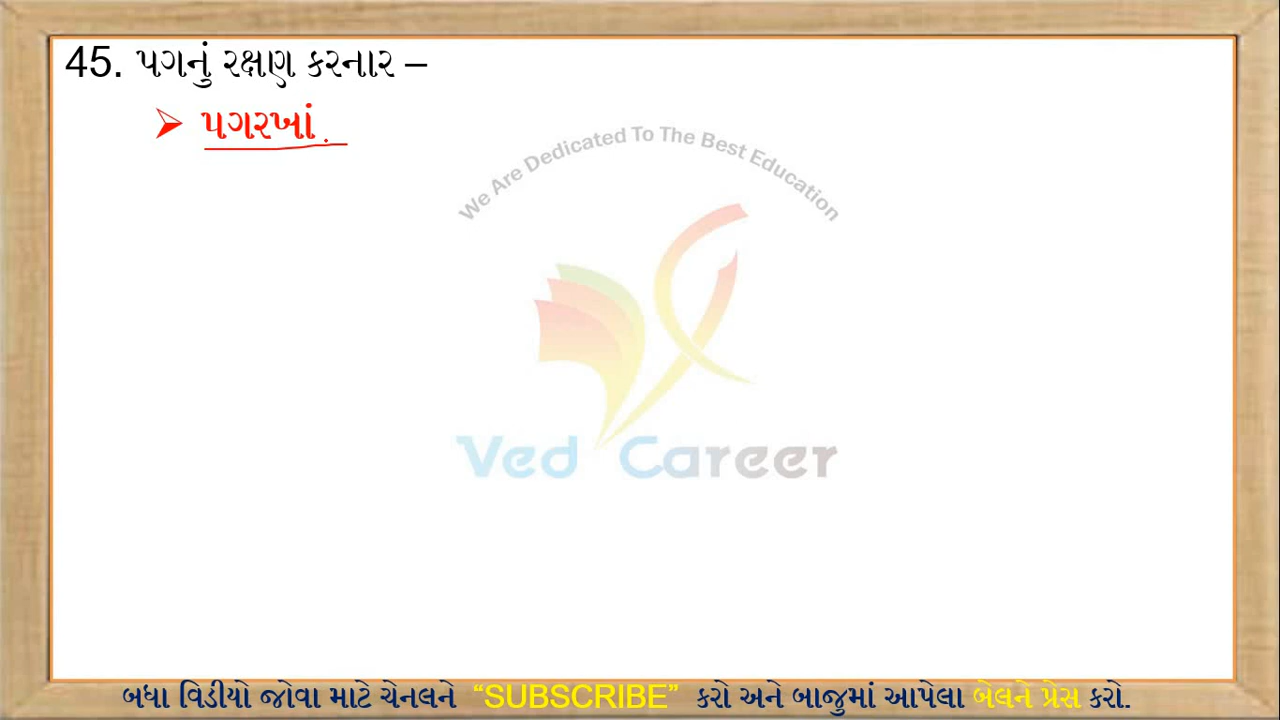 45. પગનું રક્ષણ કરનાર –
➢ પગરખાં
We Are Dedicated To The Best Education
Ved Career
બધા વિડીયો જોવા માટે ચેનલને “SUBSCRIBE” કરો અને બાજુમાં આપેલા બેલને પ્રેસ કરો.